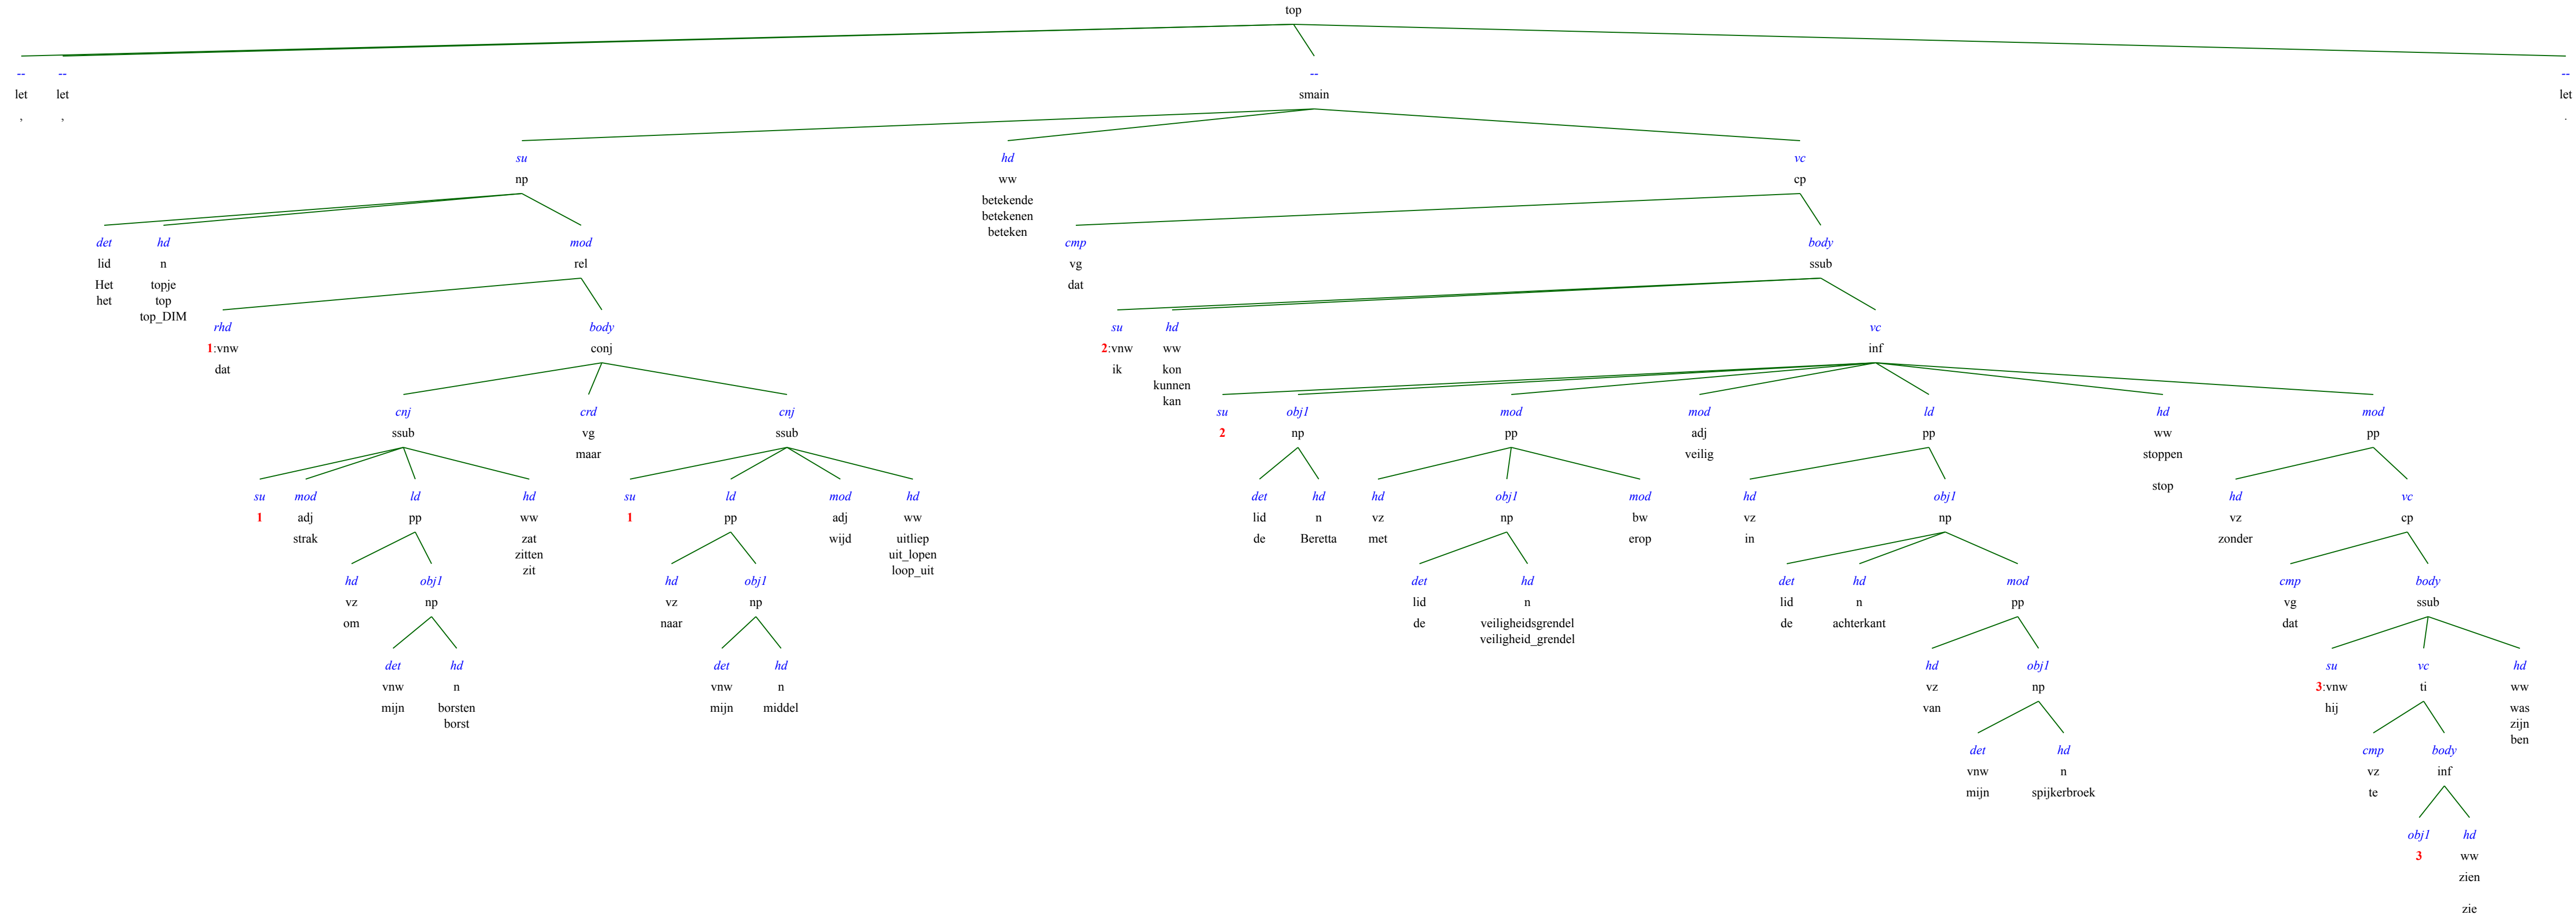 top
-- -- -- --
let let smain let
, , .
su hd vc
np ww cp
betekende
betekenen
beteken
det hd mod cmp body
lid n rel vg ssub
Het topje dat
het top
top_DIM
rhd body su hd vc
1:vnw conj 2:vnw ww inf
dat ik kon
kunnen
kan
cnj crd cnj su obj1 mod mod ld hd mod
ssub vg ssub 2 np pp adj pp ww pp
maar veilig stoppen
stop
su mod ld hd su ld mod hd det hd hd obj1 mod hd obj1 hd vc
1 adj pp ww 1 pp adj ww lid n vz np bw vz np vz cp
strak zat wijd uitliep de Beretta met erop in zonder
zitten uit_lopen
zit loop_uit
hd obj1 hd obj1 det hd det hd mod cmp body
vz np vz np lid n lid n pp vg ssub
om naar de veiligheidsgrendel de achterkant dat
veiligheid_grendel
det hd det hd hd obj1 su vc hd
vnw n vnw n vz np 3:vnw ti ww
mijn borsten mijn middel van hij was
borst zijn
ben
det hd cmp body
vnw n vz inf
mijn spijkerbroek te
obj1 hd
3 ww
zien
zie